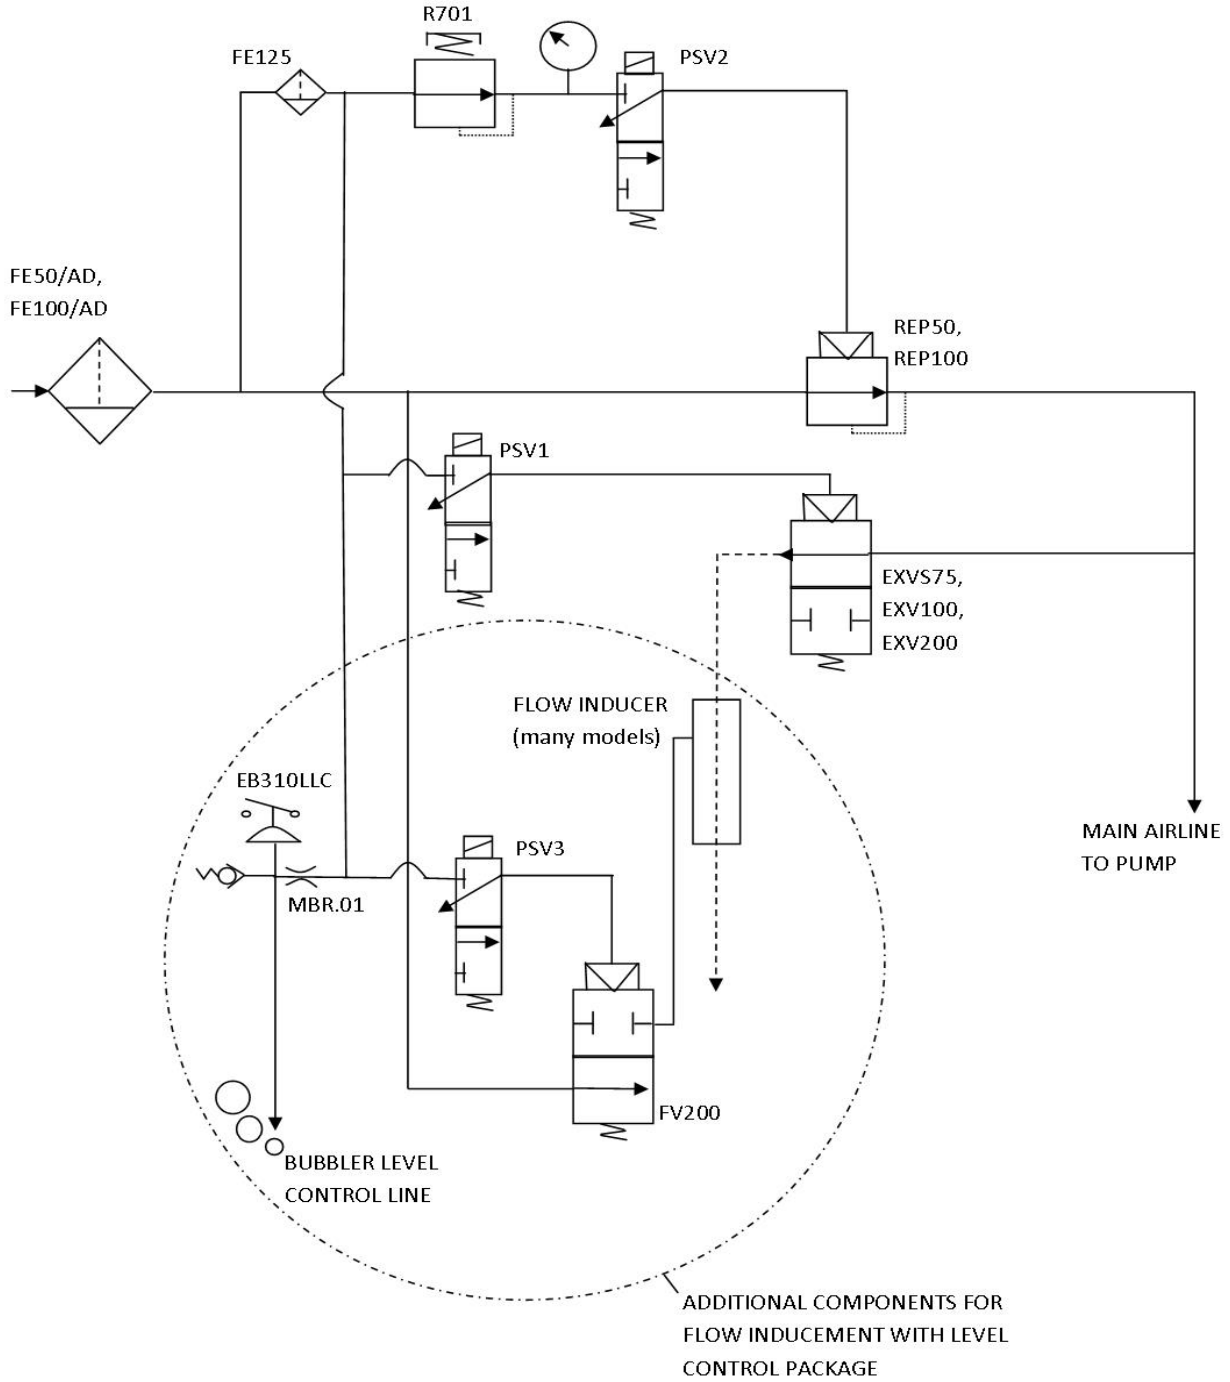 R701
FE125
PSV2
FE50/AD,
FE100/AD
REP50,
REP100
PSV1
EXVS75,
EXV100,
EXV200
FLOW INDUCER
(many models)
EB310LLC
MAIN AIRLINE
TO PUMP
PSV3
MBR.01
FV200
BUBBLER LEVEL
CONTROL LINE
ADDITIONAL COMPONENTS FOR
FLOW INDUCEMENT WITH LEVEL
CONTROL PACKAGE